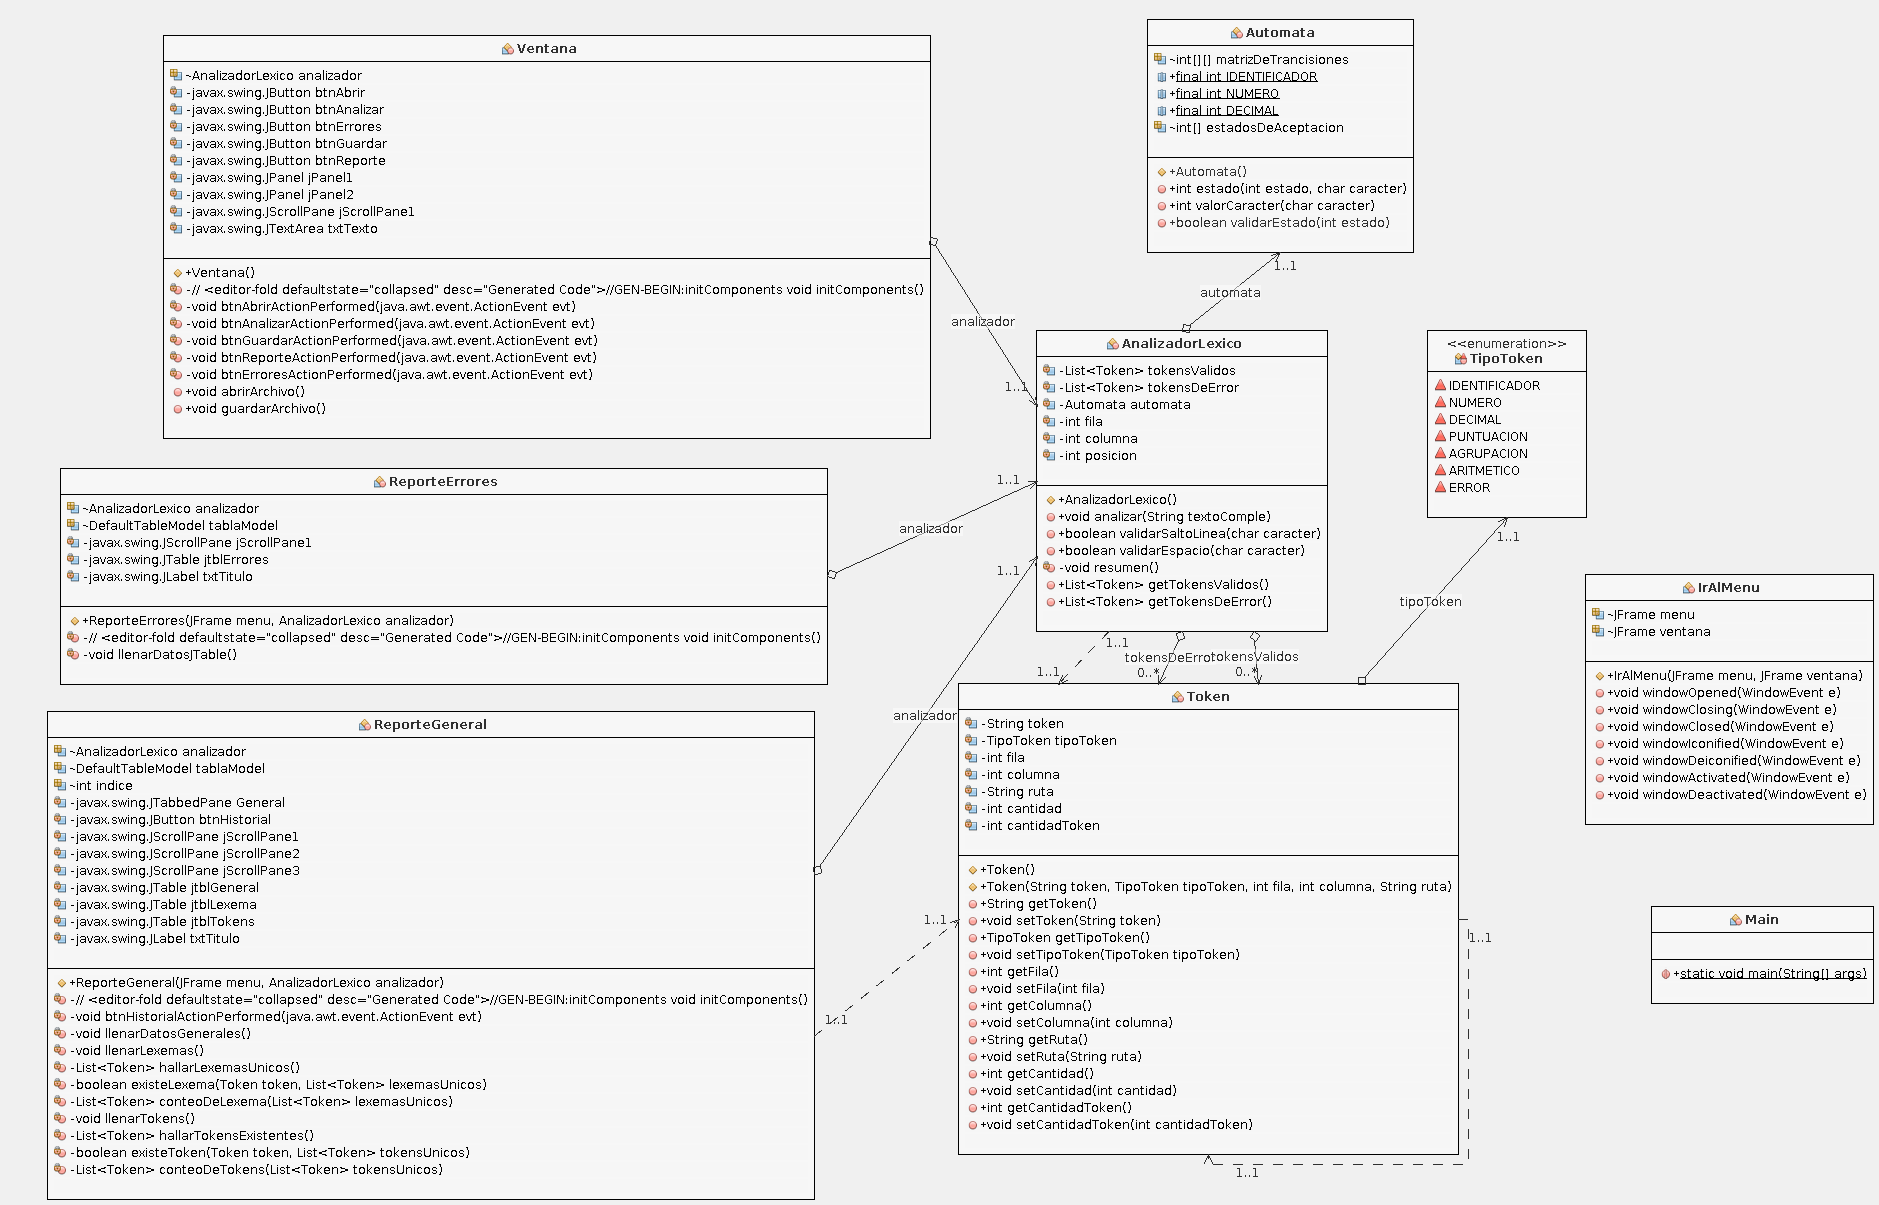 Ventana
~AnalizadorLexico analizador
-javax.swing.JButton btnAbrir
-javax.swing.JButton btnAnalizar
-javax.swing.JButton btnErrores
-javax.swing.JButton btnGuardar
-javax.swing.JButton btnReporte
-javax.swing.JPanel jPanel1
-javax.swing.JPanel jPanel2
-javax.swing.JScrollPane jScrollPane1
-javax.swing.JTextArea txtTexto
+Ventana()
-// <editor-fold defaultstate="collapsed" desc="Generated Code">//GEN-BEGIN:initComponents void initComponents()
-void btnAbrirActionPerformed(java.awt.event.ActionEvent evt)
-void btnAnalizarActionPerformed(java.awt.event.ActionEvent evt)
-void btnGuardarActionPerformed(java.awt.event.ActionEvent evt)
-void btnReporteActionPerformed(java.awt.event.ActionEvent evt)
-void btnErroresActionPerformed(java.awt.event.ActionEvent evt)
+void abrirArchivo()
+void guardarArchivo()
Automata
~int[][] matrizDeTrancisiones
+final int IDENTIFICADOR
+final int NUMERO
+final int DECIMAL
~int[] estadosDeAceptacion
+Automata()
+int estado(int estado, char caracter)
+int valorCaracter(char caracter)
+boolean validarEstado(int estado)
1..1
automata
analizador
1..1
AnalizadorLexico
-List<Token> tokensValidos
-List<Token> tokensDeError
-Automata automata
-int fila
-int columna
-int posicion
+AnalizadorLexico()
+void analizar(String textoComple)
+boolean validarSaltoLinea(char caracter)
+boolean validarEspacio(char caracter)
-void resumen()
+List<Token> getTokensValidos()
+List<Token> getTokensDeError()
<<enumeration>>
TipoToken
IDENTIFICADOR
NUMERO
DECIMAL
PUNTUACION
AGRUPACION
ARITMETICO
ERROR
1..1
tipoToken
ReporteErrores
~AnalizadorLexico analizador
~DefaultTableModel tablaModel
-javax.swing.JScrollPane jScrollPane1
-javax.swing.JTable jtblErrores
-javax.swing.JLabel txtTitulo
+ReporteErrores(JFrame menu, AnalizadorLexico analizador)
-// <editor-fold defaultstate="collapsed" desc="Generated Code">//GEN-BEGIN:initComponents void initComponents()
-void llenarDatosJTable()
1..1
analizador
1..1
analizador
1..1
1..1
tokensDeError
0..*
tokensValidos
0..*
IrAlMenu
~JFrame menu
~JFrame ventana
+IrAlMenu(JFrame menu, JFrame ventana)
+void windowOpened(WindowEvent e)
+void windowClosing(WindowEvent e)
+void windowClosed(WindowEvent e)
+void windowIconified(WindowEvent e)
+void windowDeiconified(WindowEvent e)
+void windowActivated(WindowEvent e)
+void windowDeactivated(WindowEvent e)
ReporteGeneral
~AnalizadorLexico analizador
~DefaultTableModel tablaModel
~int indice
-javax.swing.JTabbedPane General
-javax.swing.JButton btnHistorial
-javax.swing.JScrollPane jScrollPane1
-javax.swing.JScrollPane jScrollPane2
-javax.swing.JScrollPane jScrollPane3
-javax.swing.JTable jtblGeneral
-javax.swing.JTable jtblLexema
-javax.swing.JTable jtblTokens
-javax.swing.JLabel txtTitulo
+ReporteGeneral(JFrame menu, AnalizadorLexico analizador)
-// <editor-fold defaultstate="collapsed" desc="Generated Code">//GEN-BEGIN:initComponents void initComponents()
-void btnHistorialActionPerformed(java.awt.event.ActionEvent evt)
-void llenarDatosGenerales()
-void llenarLexemas()
-List<Token> hallarLexemasUnicos()
-boolean existeLexema(Token token, List<Token> lexemasUnicos)
-List<Token> conteoDeLexema(List<Token> lexemasUnicos)
-void llenarTokens()
-List<Token> hallarTokensExistentes()
-boolean existeToken(Token token, List<Token> tokensUnicos)
-List<Token> conteoDeTokens(List<Token> tokensUnicos)
1..1
1..1
Token
-String token
-TipoToken tipoToken
-int fila
-int columna
-String ruta
-int cantidad
-int cantidadToken
+Token()
+Token(String token, TipoToken tipoToken, int fila, int columna, String ruta)
+String getToken()
+void setToken(String token)
+TipoToken getTipoToken()
+void setTipoToken(TipoToken tipoToken)
+int getFila()
+void setFila(int fila)
+int getColumna()
+void setColumna(int columna)
+String getRuta()
+void setRuta(String ruta)
+int getCantidad()
+void setCantidad(int cantidad)
+int getCantidadToken()
+void setCantidadToken(int cantidadToken)
1..1
1..1
Main
+static void main(String[] args)